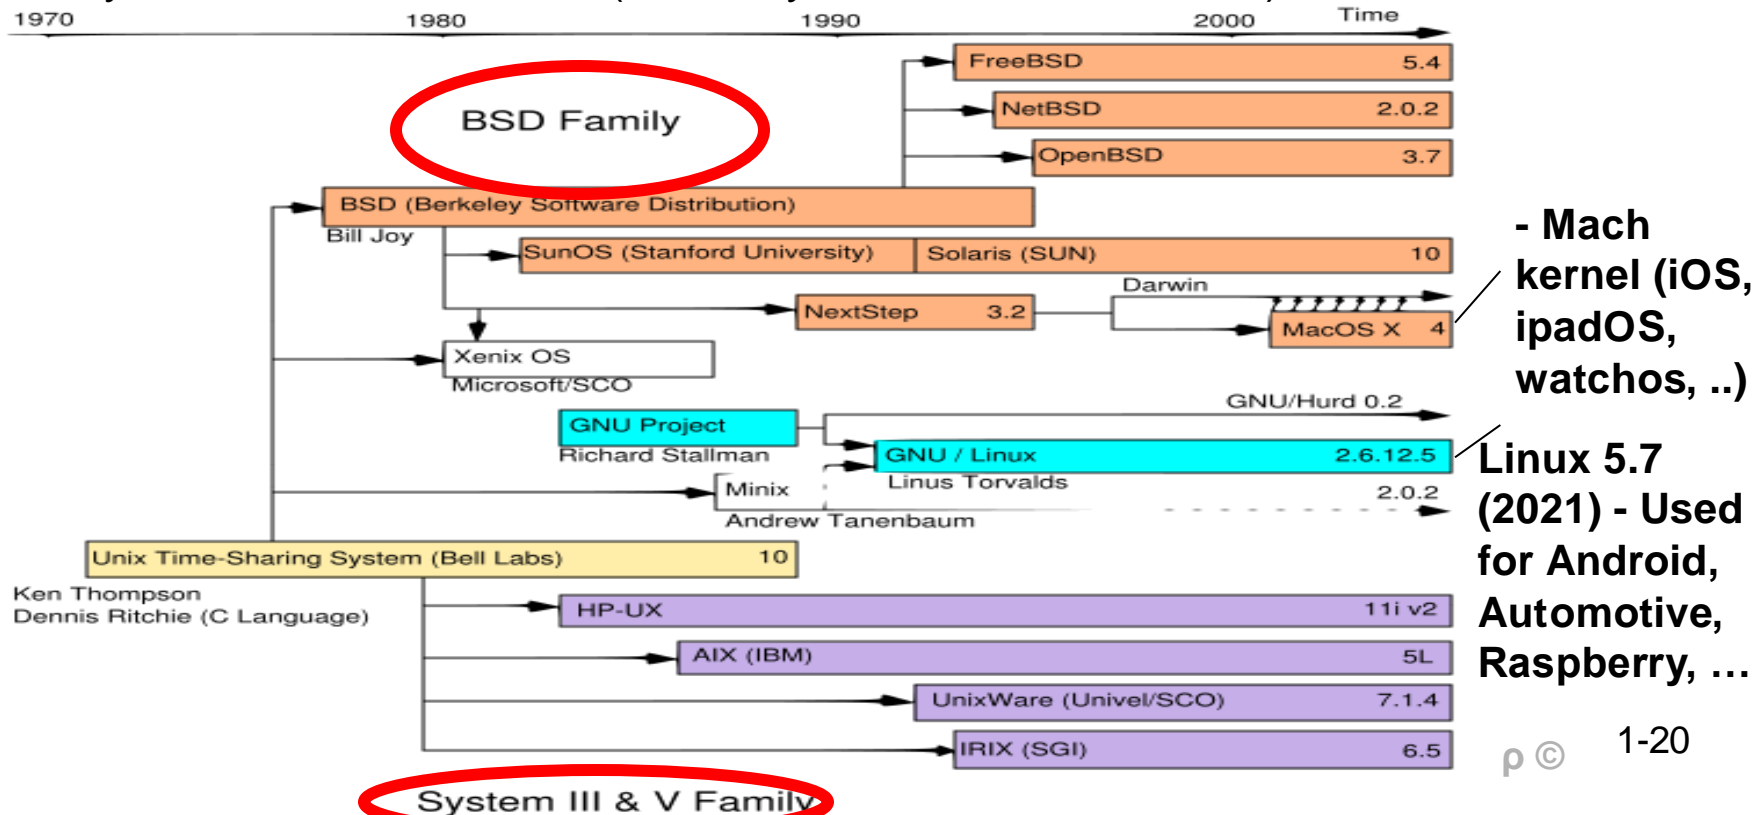 1970 1980 1990 2000 Time
FreeBSD 5.4
BSD Family
NetBSD 2.0.2
OpenBSD 3.7
BSD (Berkeley Software Distribution)
Bill Joy
SunOS (Stanford University) Solaris (SUN) 10
Darwin
NextStep 3.2
MacOS X 4
- Mach
kernel (iOS,
ipadOS,
watchos, ..)
Xenix OS
Microsoft/SCO
GNU/Hurd 0.2
GNU Project
Richard Stallman
GNU / Linux 2.6.12.5
Linus Torvalds
Minix 2.0.2
Andrew Tanenbaum
Linux 5.7
(2021) - Used
for Android,
Automotive,
Raspberry, ...
Unix Time-Sharing System (Bell Labs) 10
Ken Thompson
Dennis Ritchie (C Language)
HP-UX 11i v2
AIX (IBM) 5L
UnixWare (Univel/SCO) 7.1.4
IRIX (SGI) 6.5
ρ © 1-20
System III & V Family